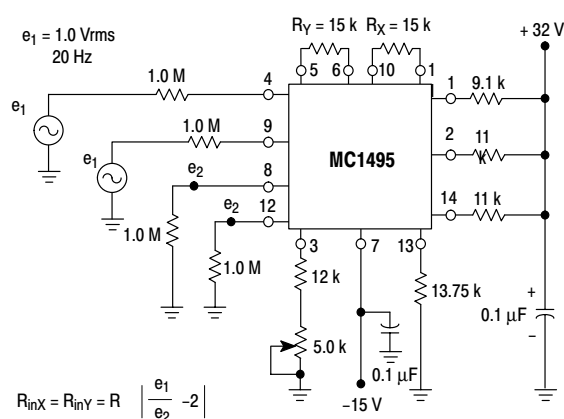 e1 = 1.0 Vrms
20 Hz
RY = 15 k
RX = 15 k
+ 32 V
1.0 M
4
5
6
10
1
1
9.1 k
e1
1.0 M
9
MC1495
2
11
k
e1
e2
8
14
11 k
e2
12
1.0 M
1.0 M
3
7
13
12 k
13.75 k
+
0.1 μF
–
5.0 k
0.1 μF
–15 V
RinX = RinY = R | e1/e2 –2 |